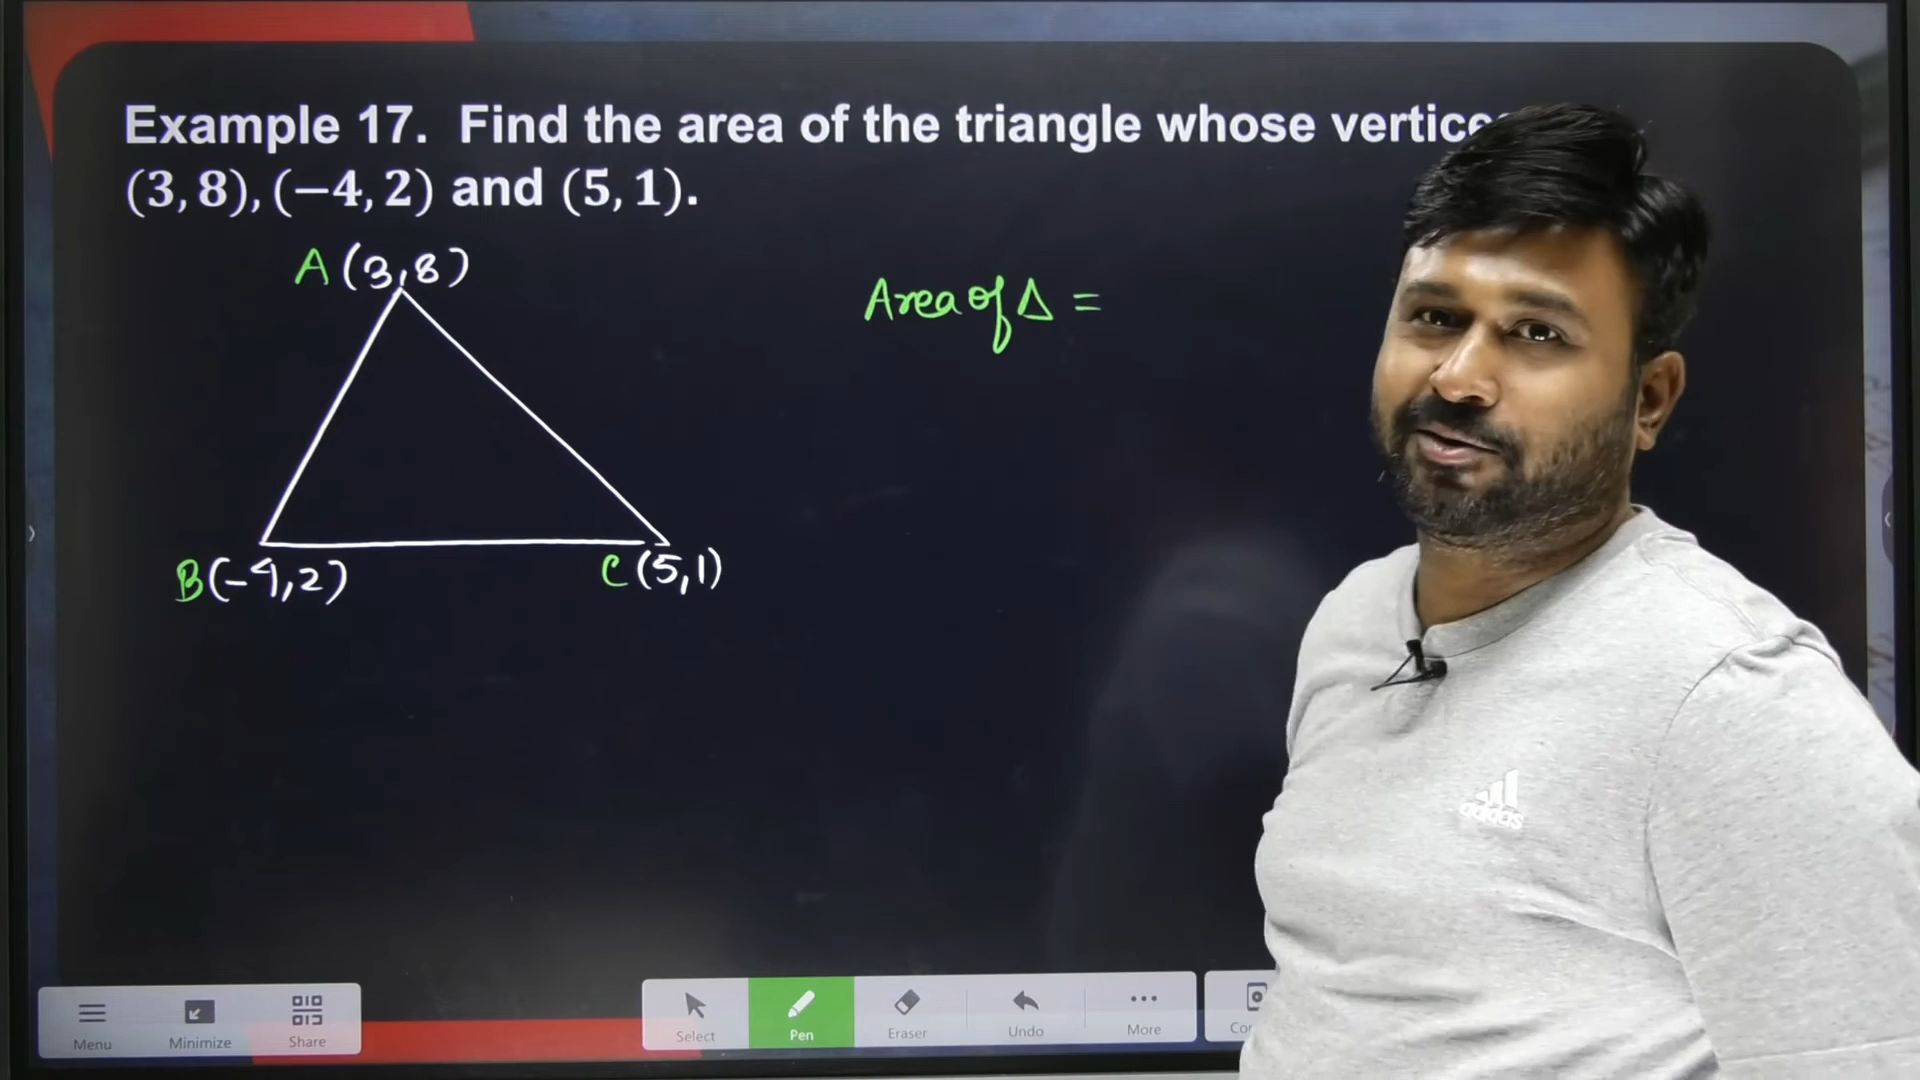 Example 17. Find the area of the triangle whose
(3, 8), (−4, 2) and (5, 1).
A (3,8)
Area of Δ =
B(-4,2)
C (5,1)
adidas
Menu
Minimize
Share
Select
Pen
Eraser
Undo
More